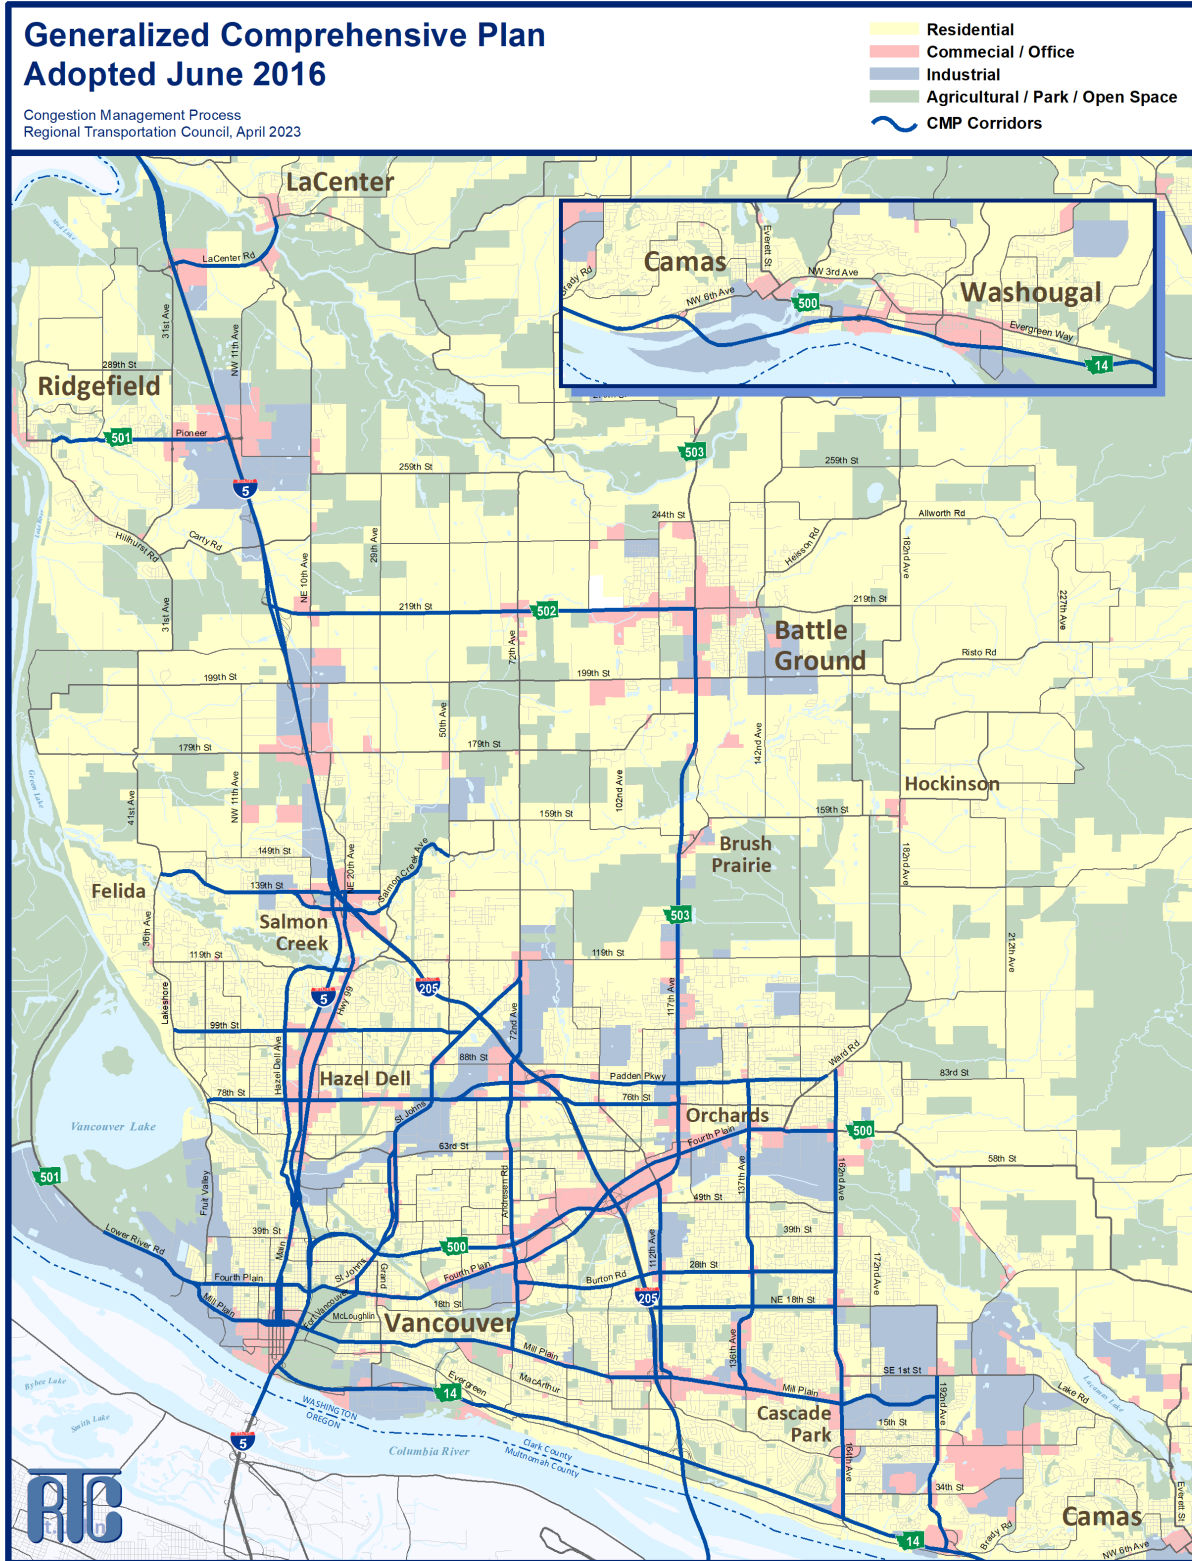 Generalized Comprehensive Plan
Adopted June 2016
Congestion Management Process
Regional Transportation Council, April 2023
Residential
Commecial / Office
Industrial
Agricultural / Park / Open Space
CMP Corridors
LaCenter
LaCenter Rd
31st Ave
NW 11th Ave
289th St
Ridgefield
501
Pioneer
5
Camas
Everett St
NW 3rd Ave
NW 6th Ave
500
Washougal
Evergreen Way
14
503
259th St
259th St
244th St
Allworth Rd
Heisson Rd
182nd Ave
Hillhurst Rd
Carty Rd
NE 10th Ave
29th Ave
31st Ave
219th St
502
219th St
227th Ave
72nd Ave
Battle
Ground
Risto Rd
199th St
199th St
50th Ave
179th St
179th St
142nd Ave
102nd Ave
Green Lake
41st Ave
NW 11th Ave
159th St
159th St
Hockinson
149th St
NE 20th Ave
Salmon Creek Ave
Brush
Prairie
182nd Ave
Felida
139th St
36th Ave
Salmon
Creek
503
119th St
119th St
212th Ave
Lakeshore
5
Hwy 99
205
117th Ave
72nd Ave
99th St
Hazel Dell Ave
88th St
Ward Rd
Hazel Dell
Padden Pkwy
83rd St
78th St
76th St
St Johns
Orchards
Vancouver Lake
63rd St
Fourth Plain
500
58th St
501
Fruit Valley
Andresen Rd
137th Ave
162nd Ave
49th St
39th St
39th St
Lower River Rd
Main
500
112th Ave
172nd Ave
Fourth Plain
St Johns
Grand
Fourth Plain
Burton Rd
28th St
Mill Plain
Fort Vancouver
18th St
205
NE 18th St
McLoughlin
Vancouver
Mill Plain
136th Ave
SE 1st St
Evergreen
MacArthur
Mill Plain
192nd Ave
Lake Rd
Lacamas Lake
Bybee Lake
14
WASHINGTON
OREGON
Cascade
Park
15th St
Smith Lake
5
Columbia River
Clark County
Multnomah County
164th Ave
34th St
Everett St
RTC
Camas
14
Brady Rd
NW 6th Ave